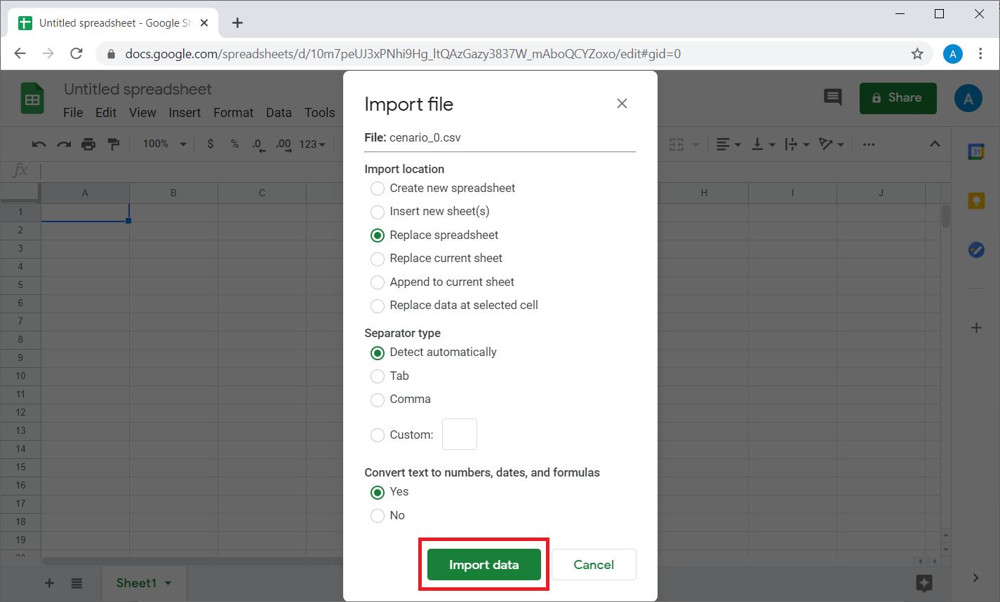 Untitled spreadsheet - Google Sh
docs.google.com/spreadsheets/d/10m7peUJ3xPNhi9Hg_ltQAzGazy3837W_mAboQCYZoxo/edit#gid=0
A
Untitled spreadsheet
File Edit View Insert Format Data Tools
Share
A
100% $ % .0 .00 123
31
fx
A B C H I J
1
2
3
4
5
6
7
8
9
10
11
12
13
14
15
16
17
18
19
20
Sheet1
Import file
File: cenario_0.csv
Import location
Create new spreadsheet
Insert new sheet(s)
Replace spreadsheet
Replace current sheet
Append to current sheet
Replace data at selected cell
Separator type
Detect automatically
Tab
Comma
Custom:
Convert text to numbers, dates, and formulas
Yes
No
Import data Cancel